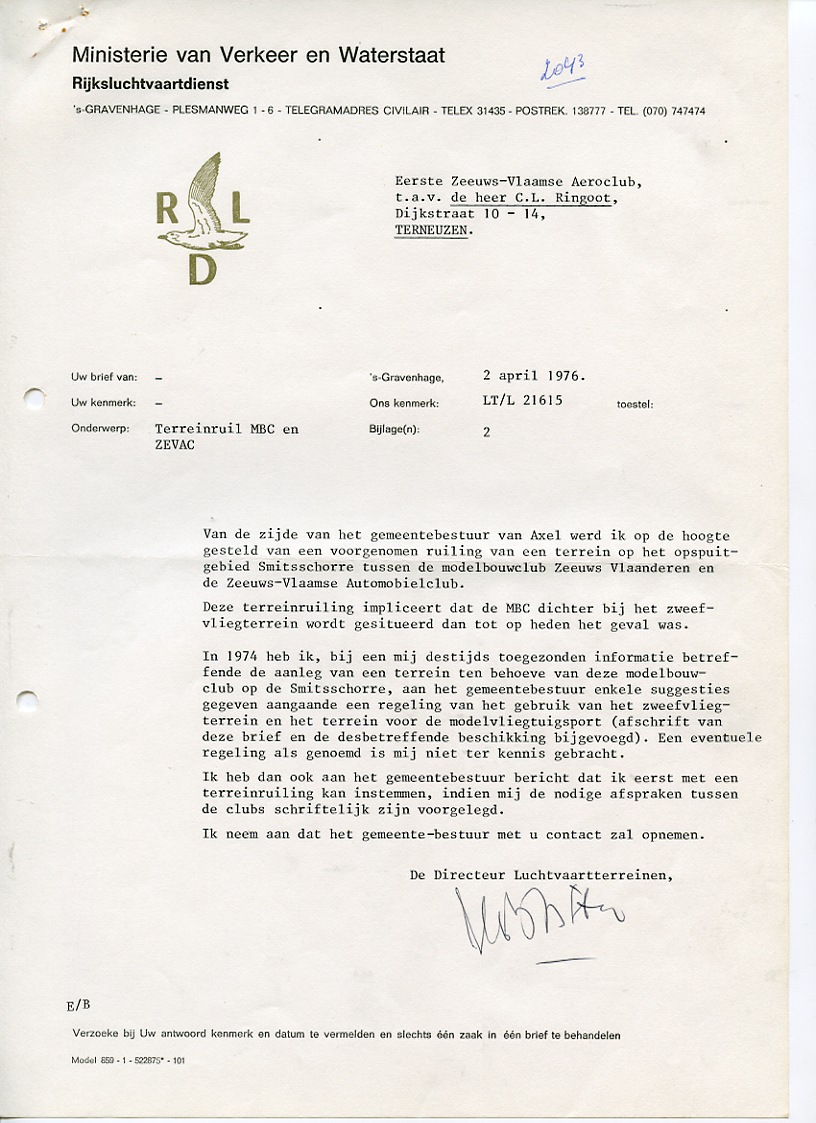 Ministerie van Verkeer en Waterstaat
2043
Rijksluchtvaartdienst
's-GRAVENHAGE - PLESMANWEG 1 - 6 - TELEGRAMADRES CIVILAIR - TELEX 31435 - POSTREK. 138777 - TEL. (070) 747474
R L
D
Eerste Zeeuws-Vlaamse Aeroclub,
t.a.v. de heer C.L. Ringoot,
Dijkstraat 10 - 14,
TERNEUZEN.
Uw brief van: -
's-Gravenhage, 2 april 1976.
Uw kenmerk: -
Ons kenmerk: LT/L 21615 toestel:
Onderwerp: Terreinruil MBC en
ZEVAC
Bijlage(n): 2
Van de zijde van het gemeentebestuur van Axel werd ik op de hoogte
gesteld van een voorgenomen ruiling van een terrein op het opspuit-
gebied Smitsschorre tussen de modelbouwclub Zeeuws Vlaanderen en
de Zeeuws-Vlaamse Automobielclub.
Deze terreinruiling impliceert dat de MBC dichter bij het zweef-
vliegterrein wordt gesitueerd dan tot op heden het geval was.
In 1974 heb ik, bij een mij destijds toegezonden informatie betref-
fende de aanleg van een terrein ten behoeve van deze modelbouw-
club op de Smitsschorre, aan het gemeentebestuur enkele suggesties
gegeven aangaande een regeling van het gebruik van het zweefvlieg-
terrein en het terrein voor de modelvliegtuigsport (afschrift van
deze brief en de desbetreffende beschikking bijgevoegd). Een eventuele
regeling als genoemd is mij niet ter kennis gebracht.
Ik heb dan ook aan het gemeentebestuur bericht dat ik eerst met een
terreinruiling kan instemmen, indien mij de nodige afspraken tussen
de clubs schriftelijk zijn voorgelegd.
Ik neem aan dat het gemeente-bestuur met u contact zal opnemen.
De Directeur Luchtvaartterreinen,
E/B
Verzoeke bij Uw antwoord kenmerk en datum te vermelden en slechts één zaak in één brief te behandelen
Model 859 - 1 - 522875* - 101